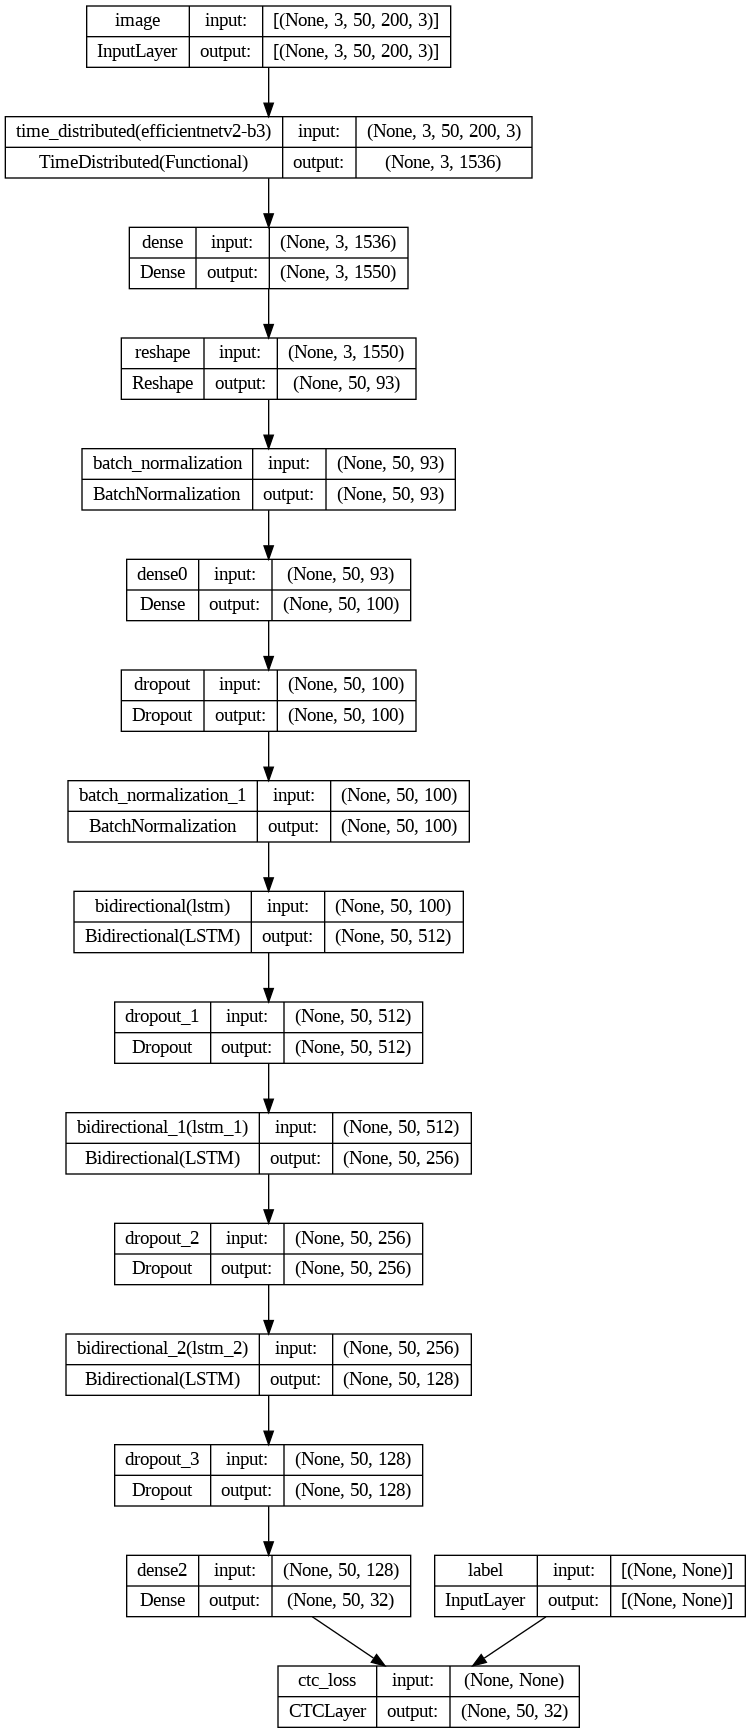 image input: [(None, 3, 50, 200, 3)]
InputLayer output: [(None, 3, 50, 200, 3)]
time_distributed(efficientnetv2-b3) input: (None, 3, 50, 200, 3)
TimeDistributed(Functional) output: (None, 3, 1536)
dense input: (None, 3, 1536)
Dense output: (None, 3, 1550)
reshape input: (None, 3, 1550)
Reshape output: (None, 50, 93)
batch_normalization input: (None, 50, 93)
BatchNormalization output: (None, 50, 93)
dense0 input: (None, 50, 93)
Dense output: (None, 50, 100)
dropout input: (None, 50, 100)
Dropout output: (None, 50, 100)
batch_normalization_1 input: (None, 50, 100)
BatchNormalization output: (None, 50, 100)
bidirectional(lstm) input: (None, 50, 100)
Bidirectional(LSTM) output: (None, 50, 512)
dropout_1 input: (None, 50, 512)
Dropout output: (None, 50, 512)
bidirectional_1(lstm_1) input: (None, 50, 512)
Bidirectional(LSTM) output: (None, 50, 256)
dropout_2 input: (None, 50, 256)
Dropout output: (None, 50, 256)
bidirectional_2(lstm_2) input: (None, 50, 256)
Bidirectional(LSTM) output: (None, 50, 128)
dropout_3 input: (None, 50, 128)
Dropout output: (None, 50, 128)
dense2 input: (None, 50, 128)
Dense output: (None, 50, 32)
label input: [(None, None)]
InputLayer output: [(None, None)]
ctc_loss input: (None, None)
CTCLayer output: (None, 50, 32)